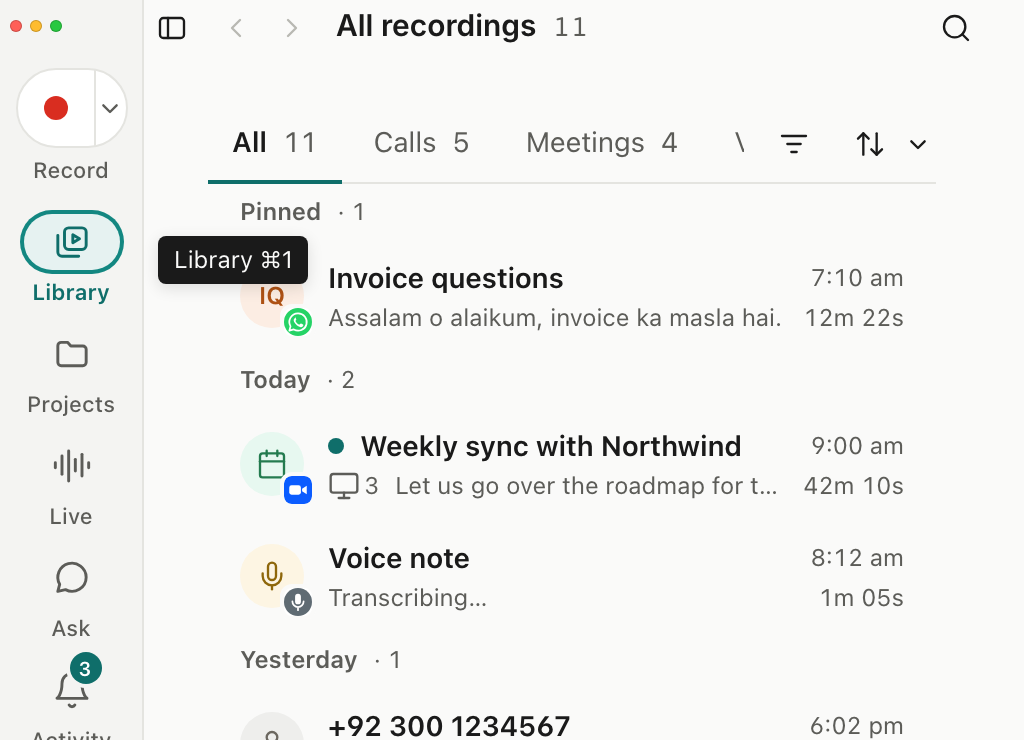 All recordings 11
Record
All 11 Calls 5 Meetings 4
Pinned · 1
Library ⌘1
Library
IQ
Invoice questions 7:10 am
Assalam o alaikum, invoice ka masla hai. 12m 22s
Today · 2
Projects
Weekly sync with Northwind 9:00 am
3 Let us go over the roadmap for t... 42m 10s
Live
Voice note 8:12 am
Transcribing... 1m 05s
Ask
Yesterday · 1
3
+92 300 1234567 6:02 pm
Activity